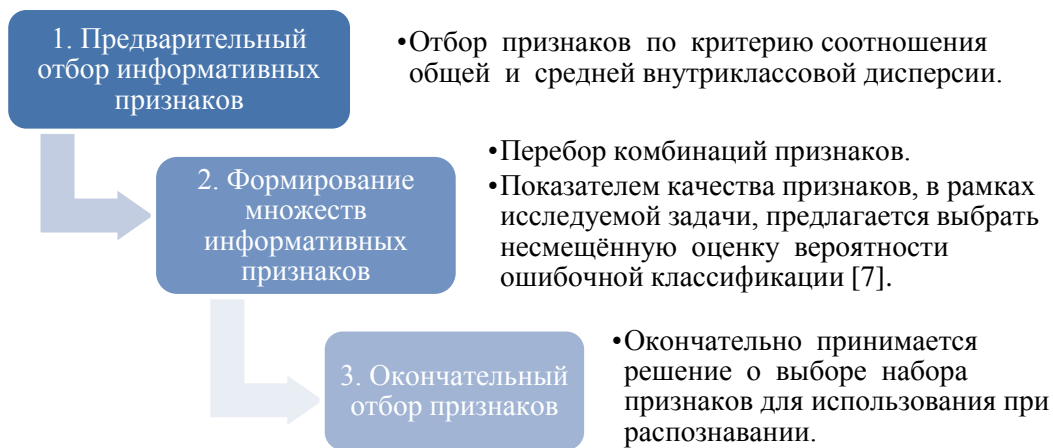 1. Предварительный
отбор информативных
признаков
•Отбор признаков по критерию соотношения
общей и средней внутриклассовой дисперсии.
2. Формирование
множеств
информативных
признаков
•Перебор комбинаций признаков.
•Показателем качества признаков, в рамках
исследуемой задачи, предлагается выбрать
несмещённую оценку вероятности
ошибочной классификации [7].
3. Окончательный
отбор признаков
•Окончательно принимается
решение о выборе набора
признаков для использования при
распознавании.